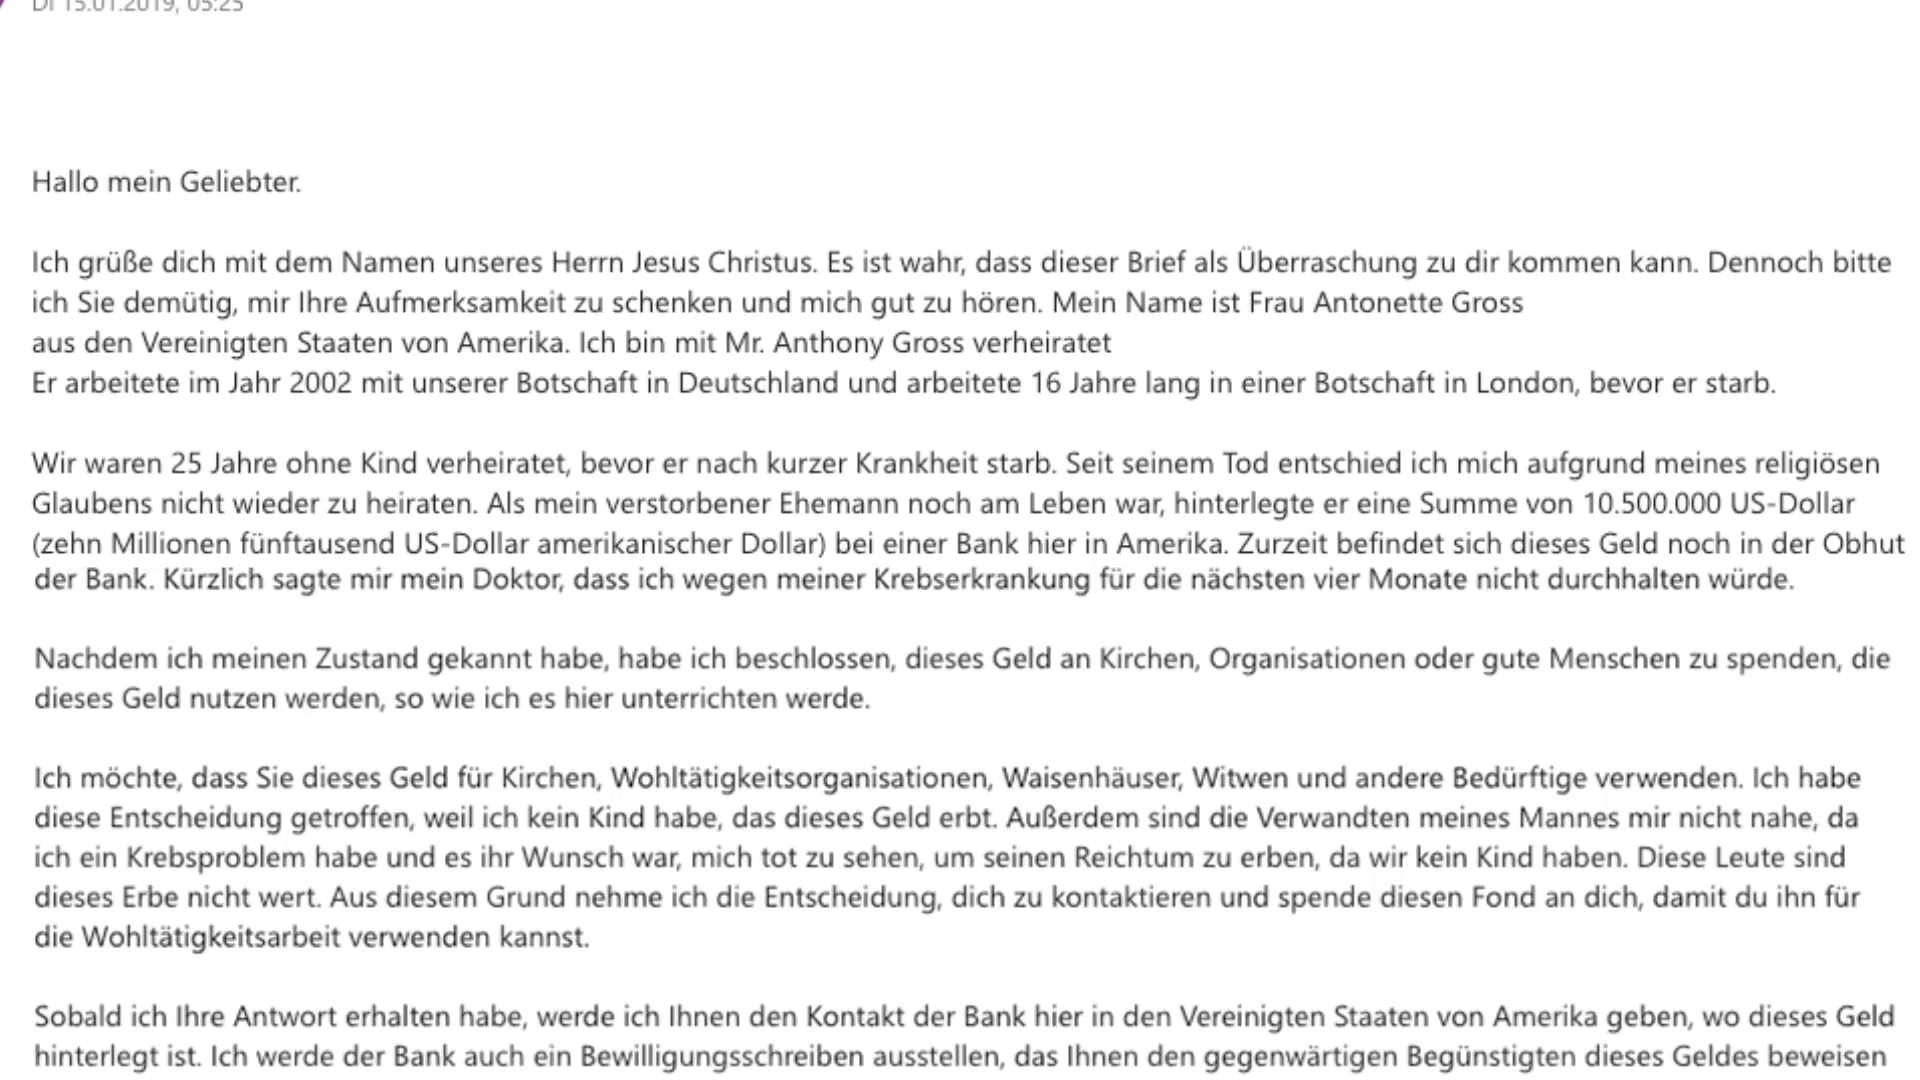 Di 15.01.2019, 05:25
Hallo mein Geliebter.
Ich grüße dich mit dem Namen unseres Herrn Jesus Christus. Es ist wahr, dass dieser Brief als Überraschung zu dir kommen kann. Dennoch bitte
ich Sie demütig, mir Ihre Aufmerksamkeit zu schenken und mich gut zu hören. Mein Name ist Frau Antonette Gross
aus den Vereinigten Staaten von Amerika. Ich bin mit Mr. Anthony Gross verheiratet
Er arbeitete im Jahr 2002 mit unserer Botschaft in Deutschland und arbeitete 16 Jahre lang in einer Botschaft in London, bevor er starb.
Wir waren 25 Jahre ohne Kind verheiratet, bevor er nach kurzer Krankheit starb. Seit seinem Tod entschied ich mich aufgrund meines religiösen
Glaubens nicht wieder zu heiraten. Als mein verstorbener Ehemann noch am Leben war, hinterlegte er eine Summe von 10.500.000 US-Dollar
(zehn Millionen fünftausend US-Dollar amerikanischer Dollar) bei einer Bank hier in Amerika. Zurzeit befindet sich dieses Geld noch in der Obhut
der Bank. Kürzlich sagte mir mein Doktor, dass ich wegen meiner Krebserkrankung für die nächsten vier Monate nicht durchhalten würde.
Nachdem ich meinen Zustand gekannt habe, habe ich beschlossen, dieses Geld an Kirchen, Organisationen oder gute Menschen zu spenden, die
dieses Geld nutzen werden, so wie ich es hier unterrichten werde.
Ich möchte, dass Sie dieses Geld für Kirchen, Wohltätigkeitsorganisationen, Waisenhäuser, Witwen und andere Bedürftige verwenden. Ich habe
diese Entscheidung getroffen, weil ich kein Kind habe, das dieses Geld erbt. Außerdem sind die Verwandten meines Mannes mir nicht nahe, da
ich ein Krebsproblem habe und es ihr Wunsch war, mich tot zu sehen, um seinen Reichtum zu erben, da wir kein Kind haben. Diese Leute sind
dieses Erbe nicht wert. Aus diesem Grund nehme ich die Entscheidung, dich zu kontaktieren und spende diesen Fond an dich, damit du ihn für
die Wohltätigkeitsarbeit verwenden kannst.
Sobald ich Ihre Antwort erhalten habe, werde ich Ihnen den Kontakt der Bank hier in den Vereinigten Staaten von Amerika geben, wo dieses Geld
hinterlegt ist. Ich werde der Bank auch ein Bewilligungsschreiben ausstellen, das Ihnen den gegenwärtigen Begünstigten dieses Geldes beweisen